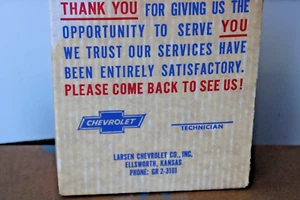 THANK YOU FOR GIVING US THE
OPPORTUNITY TO SERVE YOU
WE TRUST OUR SERVICES HAVE
BEEN ENTIRELY SATISFACTORY.
PLEASE COME BACK TO SEE US!
CHEVROLET
TECHNICIAN
LARSEN CHEVROLET CO., INC.
ELLSWORTH, KANSAS
PHONE: GR 2-3101